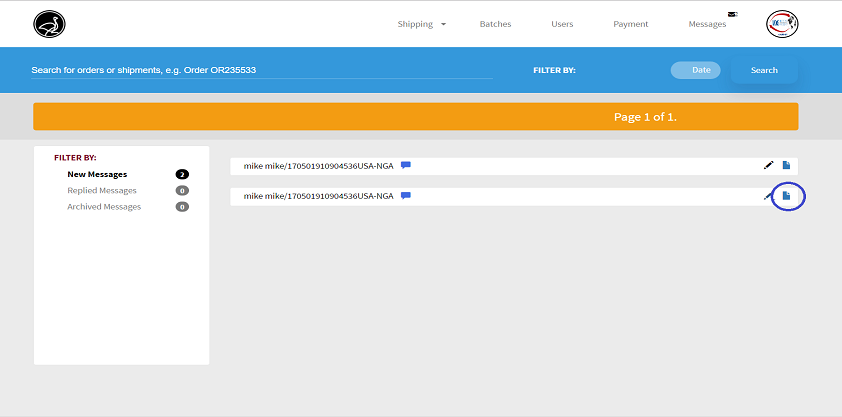 Shipping Batches Users Payment Messages
Search for orders or shipments, e.g. Order OR235533 FILTER BY: Date Search
Page 1 of 1.
FILTER BY:
New Messages 2
Replied Messages 0
Archived Messages 0
mike mike/170501910904536USA-NGA
mike mike/170501910904536USA-NGA